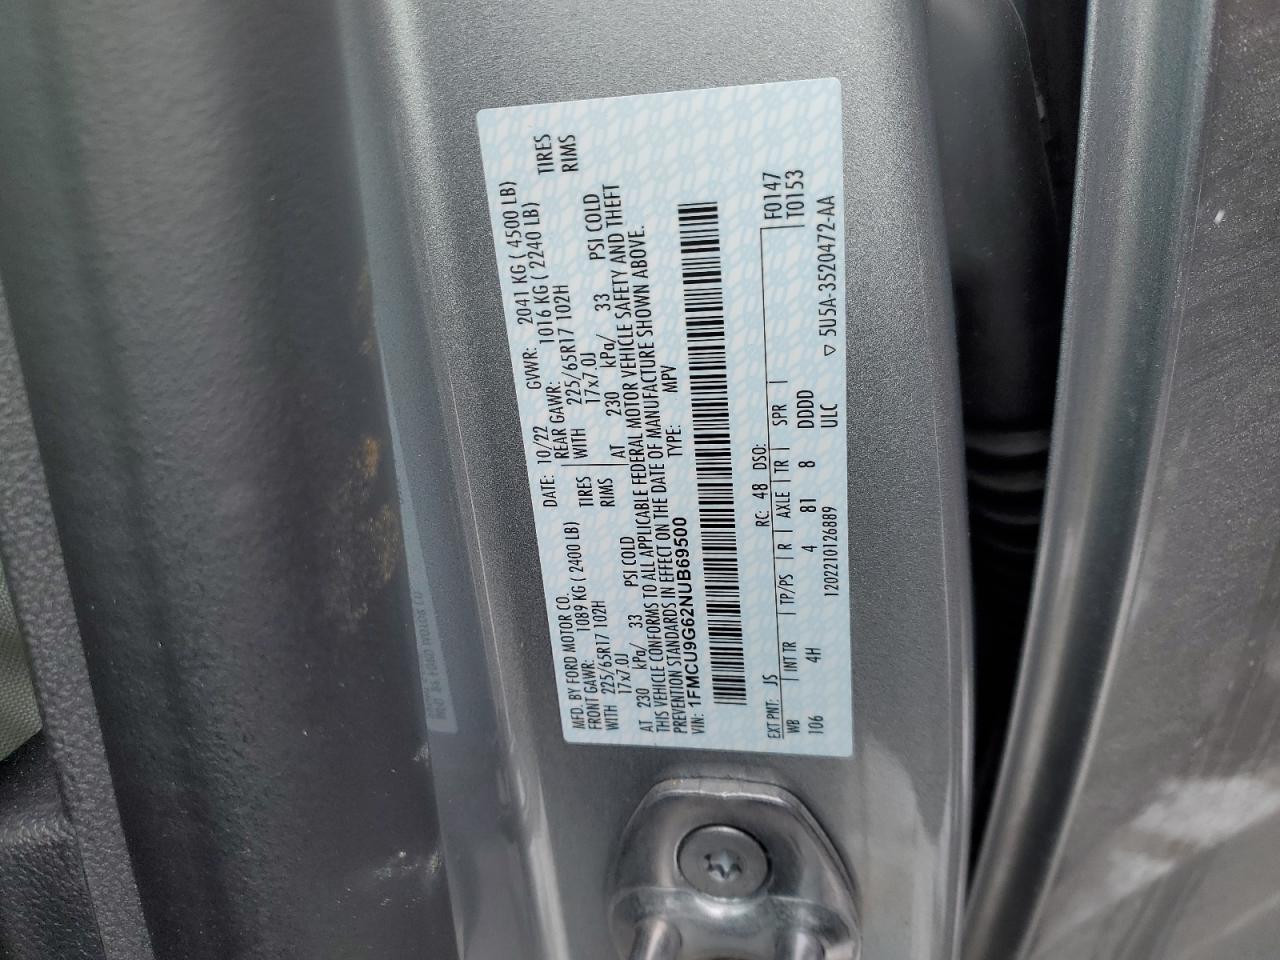 MFD. BY FORD MOTOR CO.
DATE: 10/22 GVWR: 2041 KG ( 4500 LB)
FRONT GAWR: 1089 KG ( 2400 LB) REAR GAWR: 1016 KG ( 2240 LB)
WITH 225/65R17 102H TIRES WITH 225/65R17 102H TIRES
17x7.0J RIMS 17x7.0J RIMS
AT 230 kPa/ 33 PSI COLD AT 230 kPa/ 33 PSI COLD
THIS VEHICLE CONFORMS TO ALL APPLICABLE FEDERAL MOTOR VEHICLE SAFETY AND THEFT
PREVENTION STANDARDS IN EFFECT ON THE DATE OF MANUFACTURE SHOWN ABOVE.
VIN: 1FMCU9G62NUB69500 TYPE: MPV
F0147
EXT PNT: JS RC: 48 DSO: T0153
WB INT TR TP/PS R AXLE TR SPR
106 4H 4 81 8 DDDD
120221012 6889 ULC ▽ 5U5A-3520472-AA